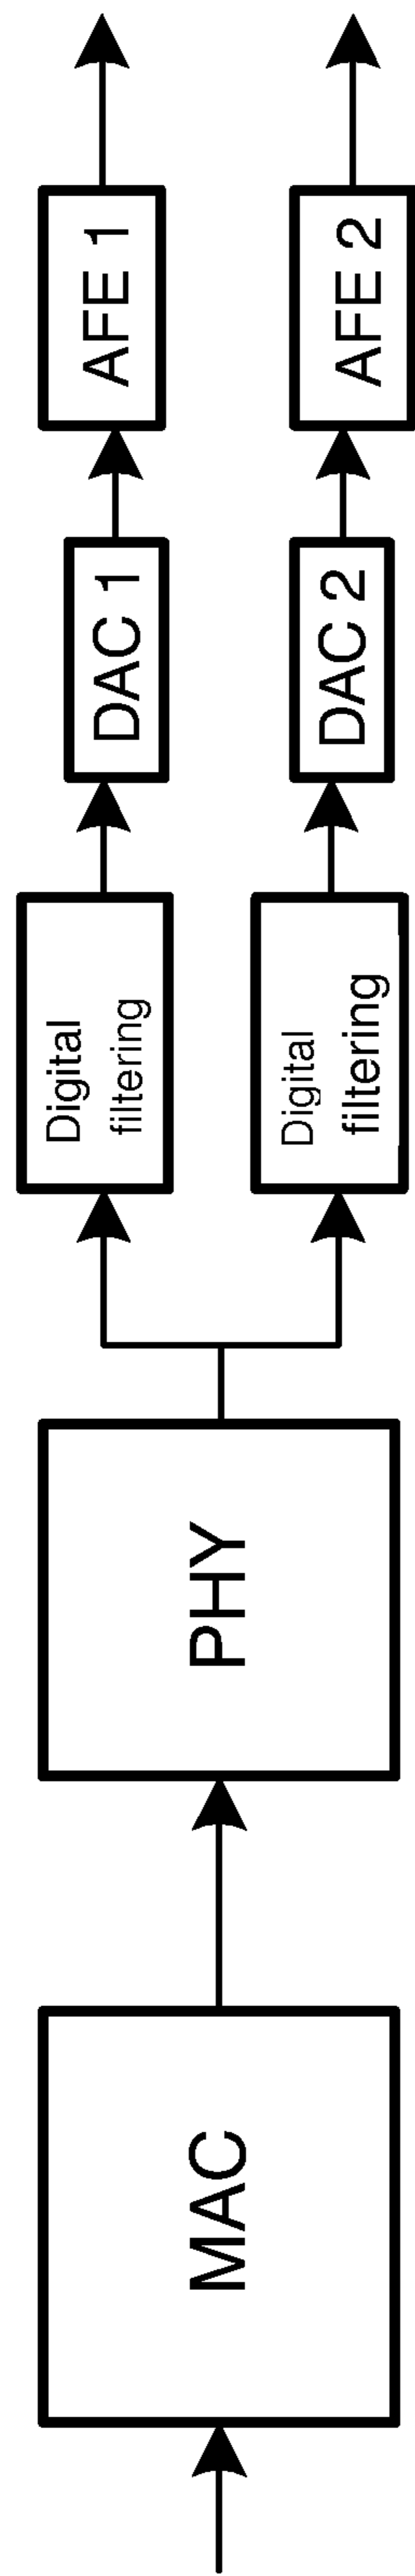 MAC
PHY
Digital
filtering
DAC 1
AFE 1
Digital
filtering
DAC 2
AFE 2